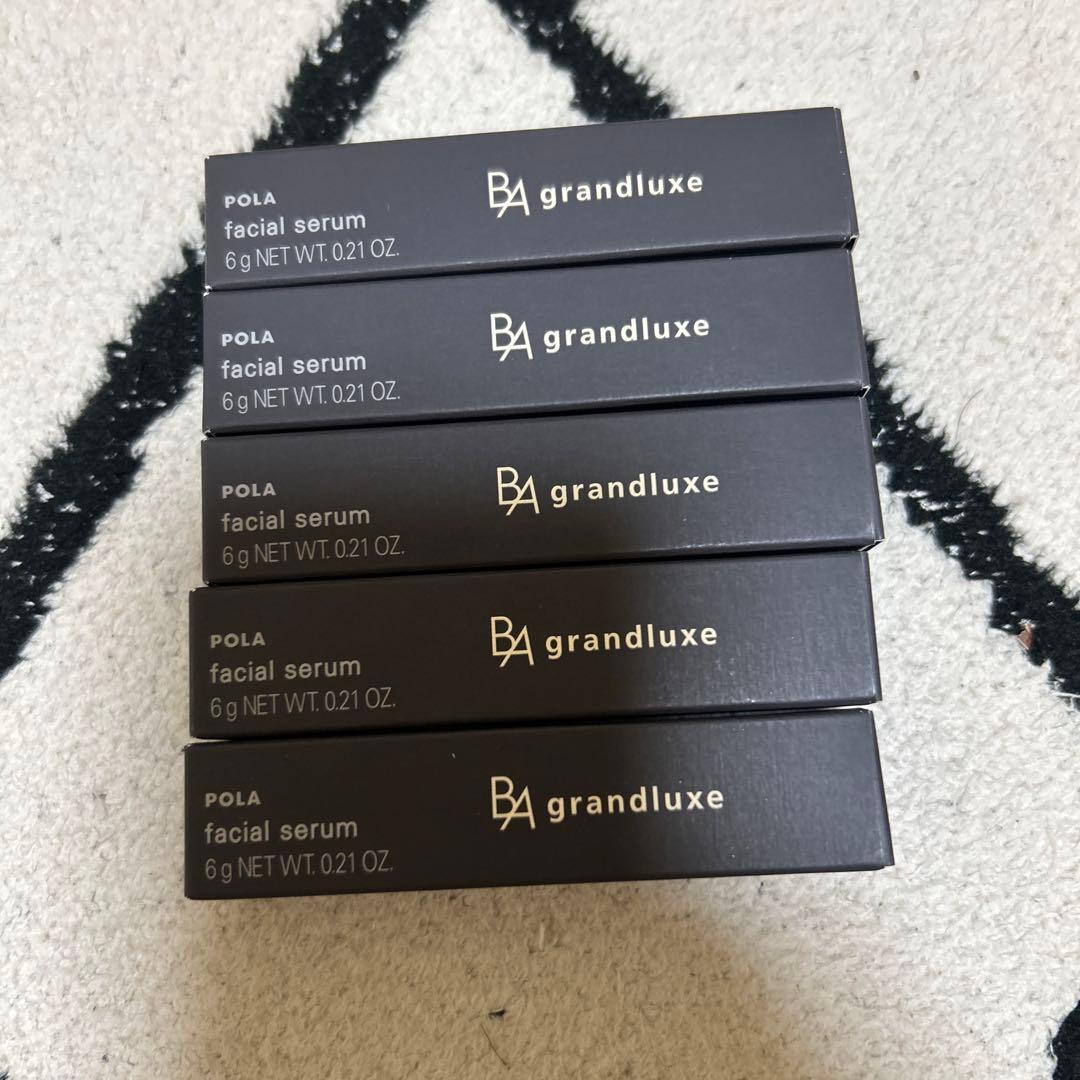 POLA
facial serum
6 g NET WT. 0.21 OZ.
BA grandluxe
POLA
facial serum
6 g NET WT. 0.21 OZ.
BA grandluxe
POLA
facial serum
6 g NET WT. 0.21 OZ.
BA grandluxe
POLA
facial serum
6 g NET WT. 0.21 OZ.
BA grandluxe
POLA
facial serum
6 g NET WT. 0.21 OZ.
BA grandluxe